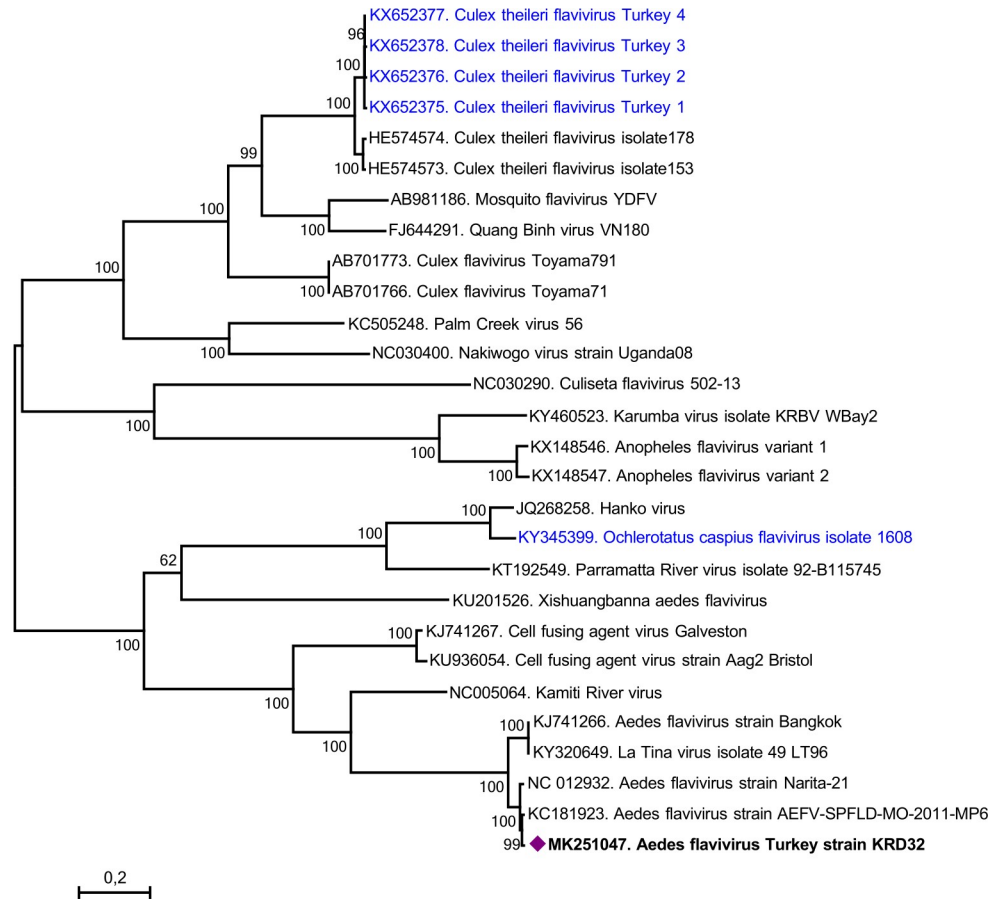 KX652377. Culex theileri flavivirus Turkey 4
96
KX652378. Culex theileri flavivirus Turkey 3
100
KX652376. Culex theileri flavivirus Turkey 2
100
KX652375. Culex theileri flavivirus Turkey 1
HE574574. Culex theileri flavivirus isolate178
99
100
HE574573. Culex theileri flavivirus isolate153
AB981186. Mosquito flavivirus YDFV
100
100
FJ644291. Quang Binh virus VN180
AB701773. Culex flavivirus Toyama791
100
100
AB701766. Culex flavivirus Toyama71
KC505248. Palm Creek virus 56
100
NC030400. Nakiwogo virus strain Uganda08
NC030290. Culiseta flavivirus 502-13
100
KY460523. Karumba virus isolate KRBV WBay2
100
KX148546. Anopheles flavivirus variant 1
100
KX148547. Anopheles flavivirus variant 2
100
JQ268258. Hanko virus
100
KY345399. Ochlerotatus caspius flavivirus isolate 1608
62
KT192549. Parramatta River virus isolate 92-B115745
KU201526. Xishuangbanna aedes flavivirus
100
100
KJ741267. Cell fusing agent virus Galveston
KU936054. Cell fusing agent virus strain Aag2 Bristol
100
NC005064. Kamiti River virus
100
100
KJ741266. Aedes flavivirus strain Bangkok
KY320649. La Tina virus isolate 49 LT96
100
NC 012932. Aedes flavivirus strain Narita-21
100
KC181923. Aedes flavivirus strain AEFV-SPFLD-MO-2011-MP6
99
MK251047. Aedes flavivirus Turkey strain KRD32
0,2